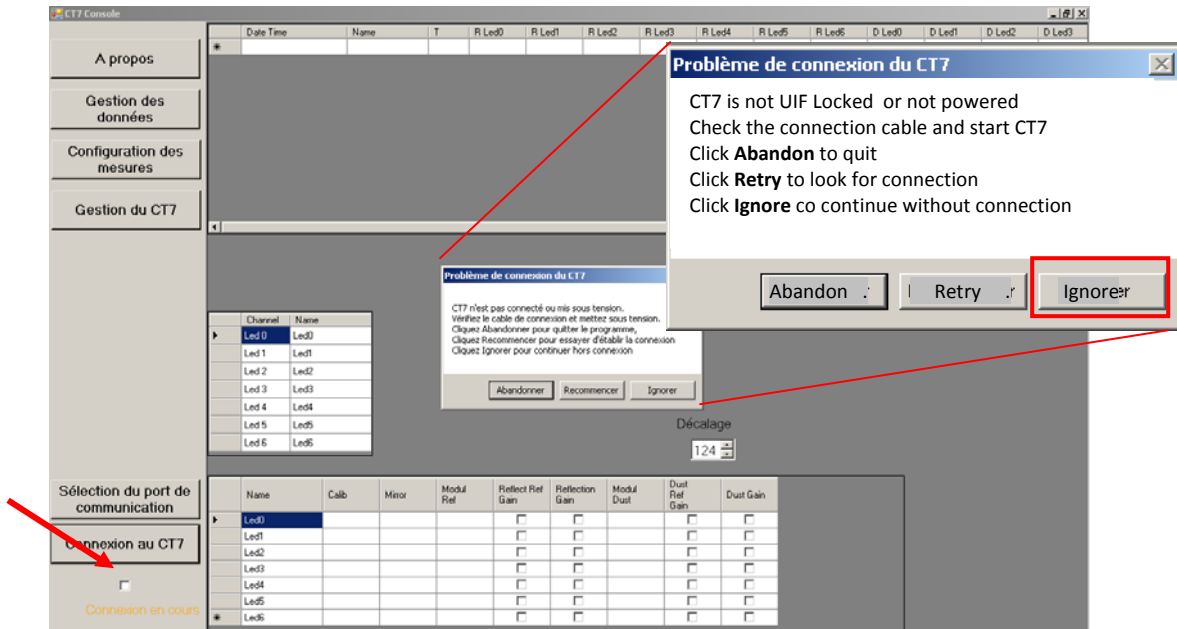 CT7 Console
Date Time Name T R Led0 R Led1 R Led2 R Led3 R Led4 R Led5 R Led6 D Led0 D Led1 D Led2 D Led3
A propos
Gestion des
données
Configuration des
mesures
Gestion du CT7
Problème de connexion du CT7
CT7 is not UIF Locked or not powered
Check the connection cable and start CT7
Click Abandon to quit
Click Retry to look for connection
Click Ignore co continue without connection
Abandon Retry Ignore
Problème de connexion du CT7
CT7 n'est pas connecté ou mis sous tension.
Vérifiez le cable de connexion et mettez sous tension.
Cliquez Abandonner pour quitter le programme,
Cliquez Recommencer pour essayer d'établir la connexion
Cliquez Ignorer pour continuer hors connexion
Abandonner Recommencer Ignorer
Channel Name
Led 0 Led0
Led 1 Led1
Led 2 Led2
Led 3 Led3
Led 4 Led4
Led 5 Led5
Led 6 Led6
Décalage
124
Sélection du port de
communication
Connexion au CT7
Connexion en cours
Name Calib Mirror Modul Ref Reflect Ref Gain Reflection Gain Modul Dust Dust Ref Gain Dust Gain
Led0
Led1
Led2
Led3
Led4
Led5
Led6